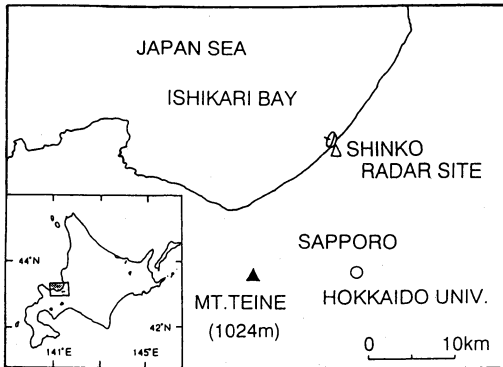 JAPAN SEA
ISHIKARI BAY
SHINKO
RADAR SITE
SAPPORO
HOKKAIDO UNIV.
MT.TEINE
(1024m)
0 10km
44°N
42°N
141°E 145°E